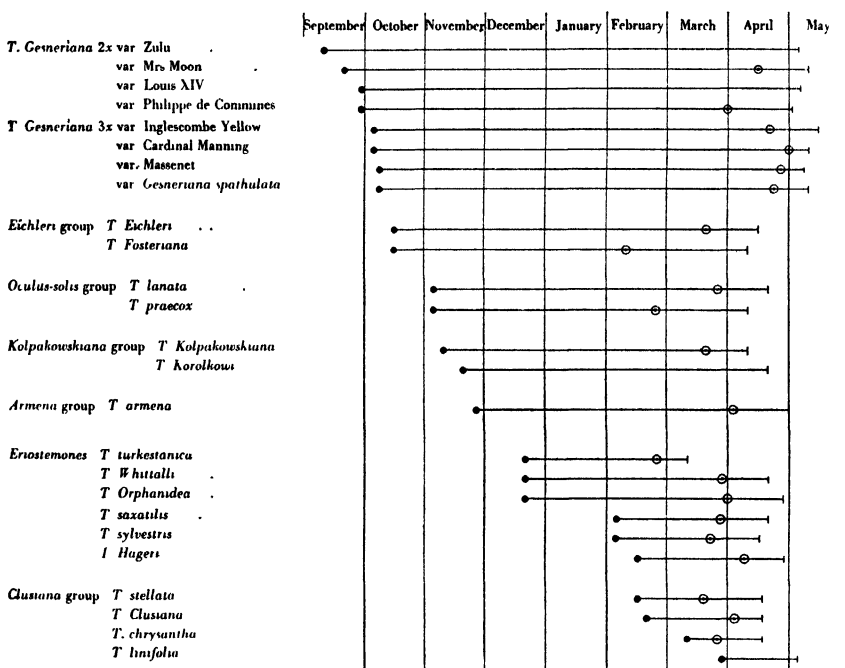 September October November December January February March April May
T. Gesneriana 2x var Zulu .
var Mrs Moon .
var Louis XIV
var Philippe de Commines
T Gesneriana 3x var Inglescombe Yellow
var Cardinal Manning
var. Massenet
var Gesneriana spathulata
Eichleri group T Eichleri . .
T Fosteriana
Oculus-solis group T lanata .
T praecox
Kolpakowskiana group T Kolpakowskiana
T Korolkowi
Armena group T armena
Eriostemones T turkestanica
T Whittalli .
T Orphanidea .
T saxatilis .
T sylvestris
T Hageri
Clusiana group T stellata
T Clusiana
T. chrysantha
T linifolia